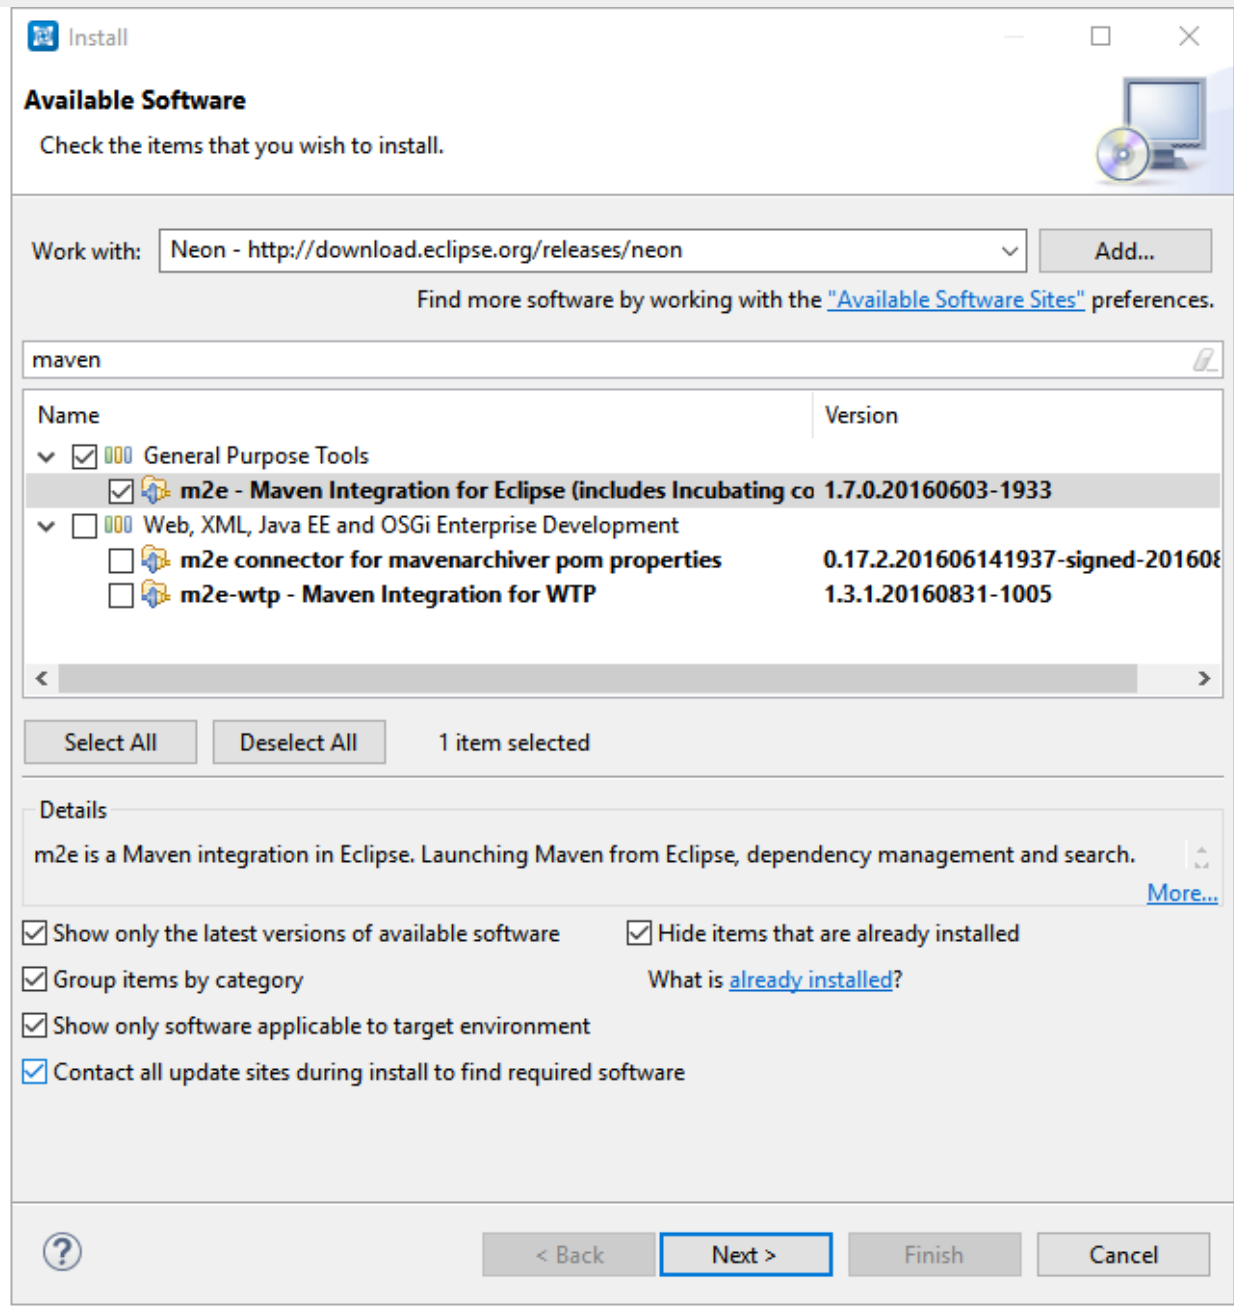 Install
Available Software
Check the items that you wish to install.
Work with: Neon - http://download.eclipse.org/releases/neon Add...
Find more software by working with the "Available Software Sites" preferences.
maven
Name Version
General Purpose Tools
m2e - Maven Integration for Eclipse (includes Incubating co 1.7.0.20160603-1933
Web, XML, Java EE and OSGi Enterprise Development
m2e connector for mavenarchiver pom properties 0.17.2.201606141937-signed-201608
m2e-wtp - Maven Integration for WTP 1.3.1.20160831-1005
Select All Deselect All 1 item selected
Details
m2e is a Maven integration in Eclipse. Launching Maven from Eclipse, dependency management and search.
More...
Show only the latest versions of available software Hide items that are already installed
Group items by category What is already installed?
Show only software applicable to target environment
Contact all update sites during install to find required software
? < Back Next > Finish Cancel